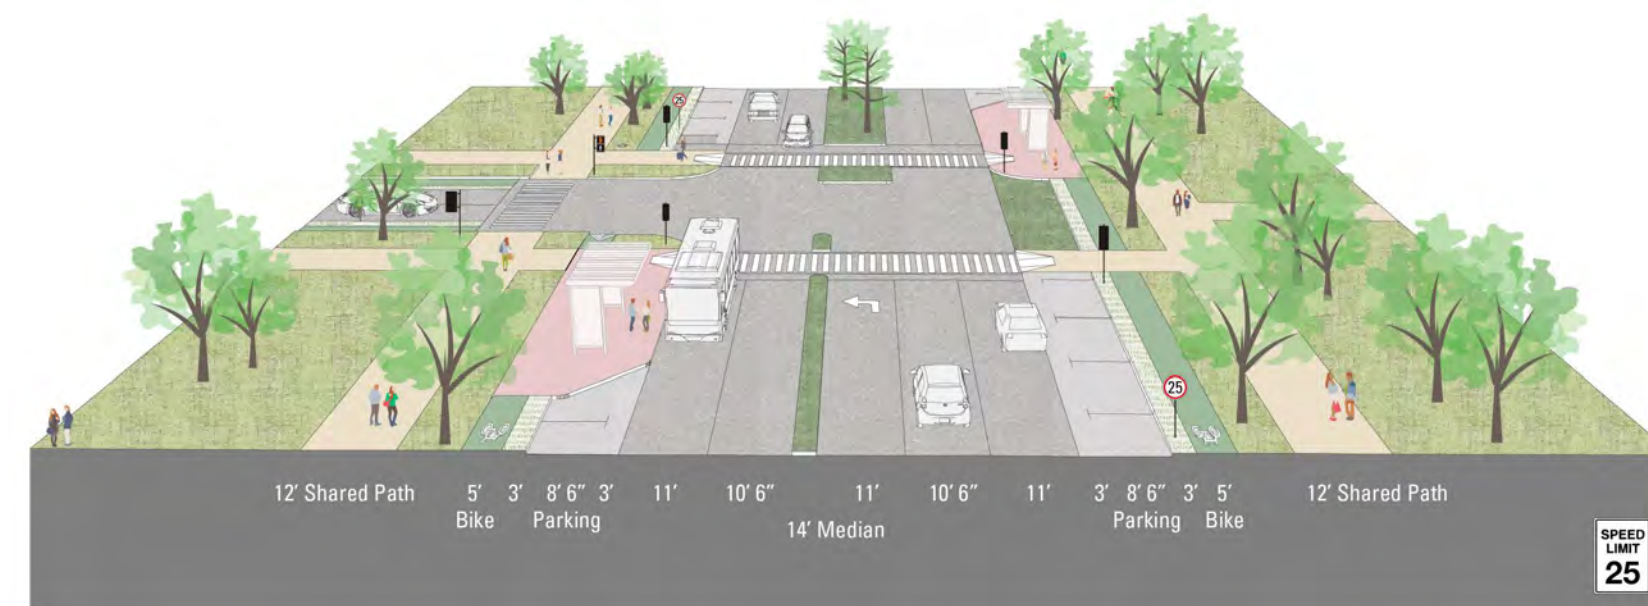 25
25
12' Shared Path
5'
Bike
3'
8' 6"
Parking
3'
11'
10' 6"
14' Median
11'
10' 6"
11'
3'
8' 6"
Parking
3'
5'
Bike
12' Shared Path
SPEED
LIMIT
25